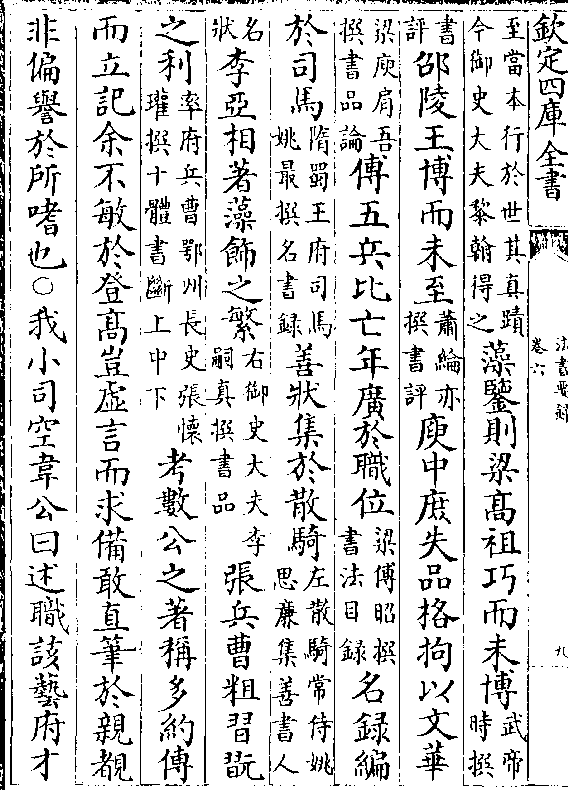 欽定四庫全書
法書要録
卷六
九
至當本行於世其真蹟
今御史大夫黎翰得之
藻鑒則梁高祖巧而未博
武帝
時撰
書
評
邵陵王博而未至
蕭綸亦
撰書評
庾中庶失品格拘以文華
梁庾肩吾
撰書品論
傅五兵比亡年廣於職位
梁傅昭撰
書法目録
名録編
於司馬
隋蜀王府司馬
姚最撰名書録
善狀集於散騎
左散騎常侍姚
思廉集善書人
名
狀
李亞相著藻飾之繁
右御史大夫李
嗣真撰書品
張兵曹粗習翫
之利
率府兵曹鄂州長史張懷
瓘撰十體書斷上中下
考數公之著稱多約傳
而立記余不敏於登高豈虛言而求備敢直筆於親覩
非偏譽於所嗜也○我小司空韋公曰述職該藝府才